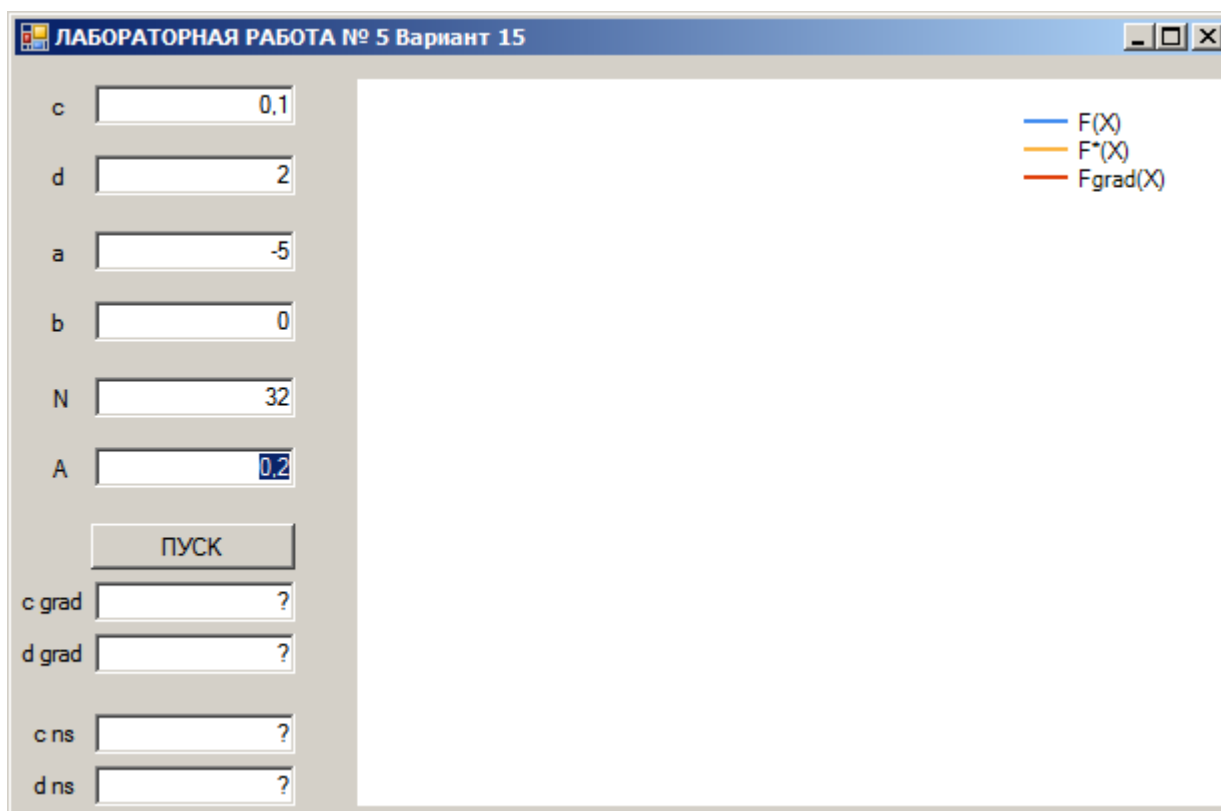 ЛАБОРАТОРНАЯ РАБОТА № 5 Вариант 15
c 0,1
d 2
a -5
b 0
N 32
A 0,2
ПУСК
c grad ?
d grad ?
c ns ?
d ns ?
F(X)
F*(X)
Fgrad(X)